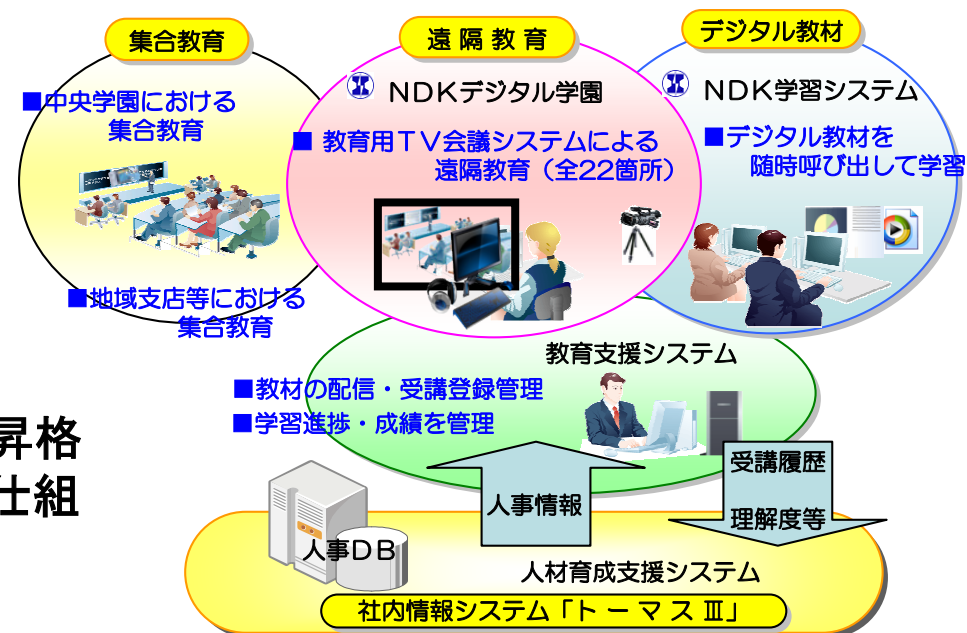 集合教育
■中央学園における
集合教育
■地域支店等における
集合教育
遠隔教育
NDKデジタル学園
■ 教育用TV会議システムによる
遠隔教育（全22箇所）
デジタル教材
NDK学習システム
■デジタル教材を
随時呼び出して学習
教育支援システム
■教材の配信・受講登録管理
■学習進捗・成績を管理
昇格
仕組
人事情報
受講履歴
理解度等
人事DB
人材育成支援システム
社内情報システム「トーマスⅢ」